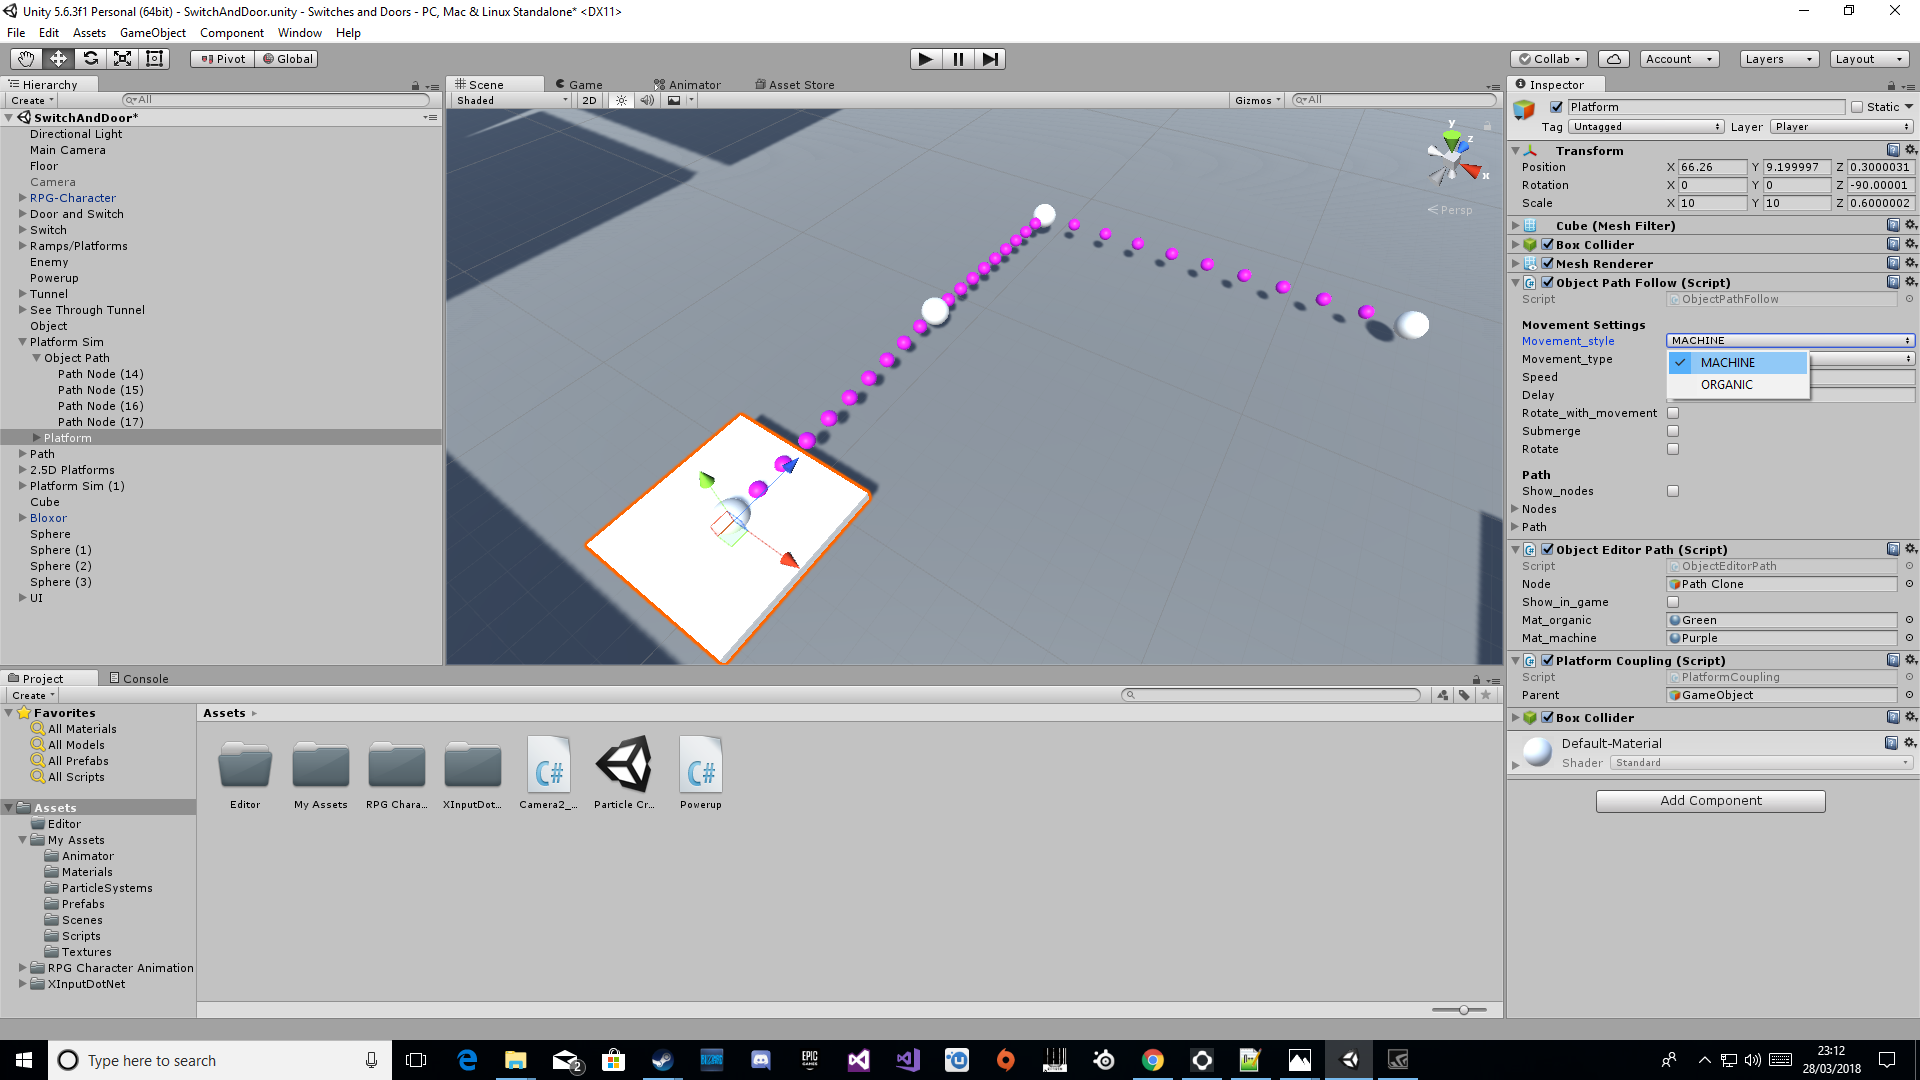 Unity 5.6.3f1 Personal (64bit) - SwitchAndDoor.unity - Switches and Doors - PC, Mac & Linux Standalone* <DX11>
File Edit Assets GameObject Component Window Help
Pivot Global Collab Account Layers Layout
Hierarchy
Create All
SwitchAndDoor*
Directional Light
Main Camera
Floor
Camera
RPG-Character
Door and Switch
Switch
Ramps/Platforms
Enemy
Powerup
Tunnel
See Through Tunnel
Object
Platform Sim
Object Path
Path Node (14)
Path Node (15)
Path Node (16)
Path Node (17)
Platform
Path
2.5D Platforms
Platform Sim (1)
Cube
Bloxor
Sphere
Sphere (1)
Sphere (2)
Sphere (3)
UI
Scene Game Animator Asset Store
Shaded 2D Gizmos All
y
z
x
Persp
Inspector
Platform Static
Tag Untagged Layer Player
Transform
Position X 66.26 Y 9.199997 Z 0.3000031
Rotation X 0 Y 0 Z -90.00001
Scale X 10 Y 10 Z 0.6000002
Cube (Mesh Filter)
Box Collider
Mesh Renderer
Object Path Follow (Script)
Script ObjectPathFollow
Movement Settings
Movement_style MACHINE
MACHINE
ORGANIC
Movement_type
Speed
Delay
Rotate_with_movement
Submerge
Rotate
Path
Show_nodes
Nodes
Path
Object Editor Path (Script)
Script ObjectEditorPath
Node Path Clone
Show_in_game
Mat_organic Green
Mat_machine Purple
Platform Coupling (Script)
Script PlatformCoupling
Parent GameObject
Box Collider
Default-Material
Shader Standard
Add Component
Project Console
Create
Favorites
All Materials
All Models
All Prefabs
All Scripts
Assets
Editor
My Assets
Animator
Materials
ParticleSystems
Prefabs
Scenes
Scripts
Textures
RPG Character Animation
XInputDotNet
Assets
C# C#
Editor My Assets RPG Chara... XInputDot... Camera2_... Particle Cr... Powerup
Type here to search
2
EPIC GAMES
23:12
28/03/2018